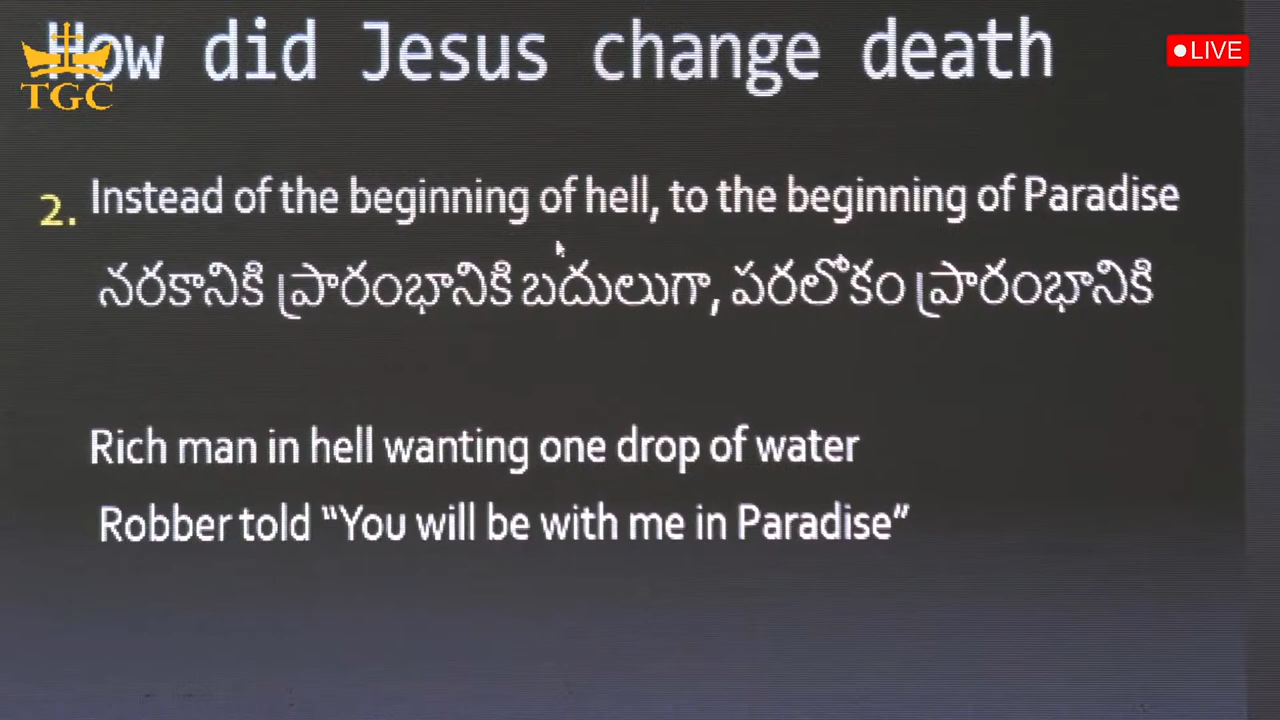 How did Jesus change death
TGC
LIVE
2. Instead of the beginning of hell, to the beginning of Paradise
నరకానికి ప్రారంభానికి బదులుగా, పరలోకం ప్రారంభానికి
Rich man in hell wanting one drop of water
Robber told “You will be with me in Paradise”